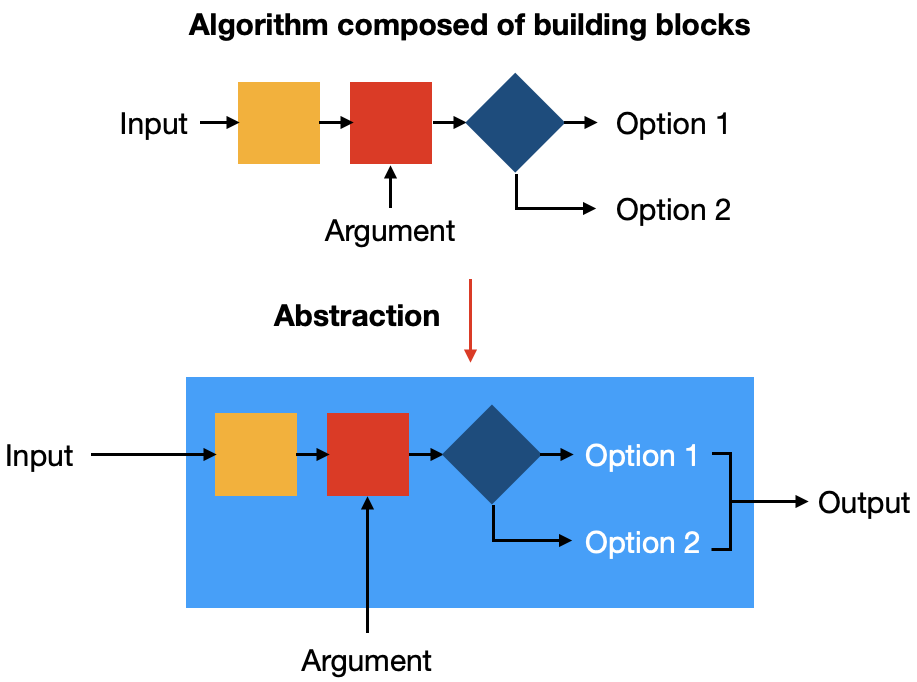 Algorithm composed of building blocks
Input
Option 1
Option 2
Argument
Abstraction
Input
Option 1
Output
Option 2
Argument